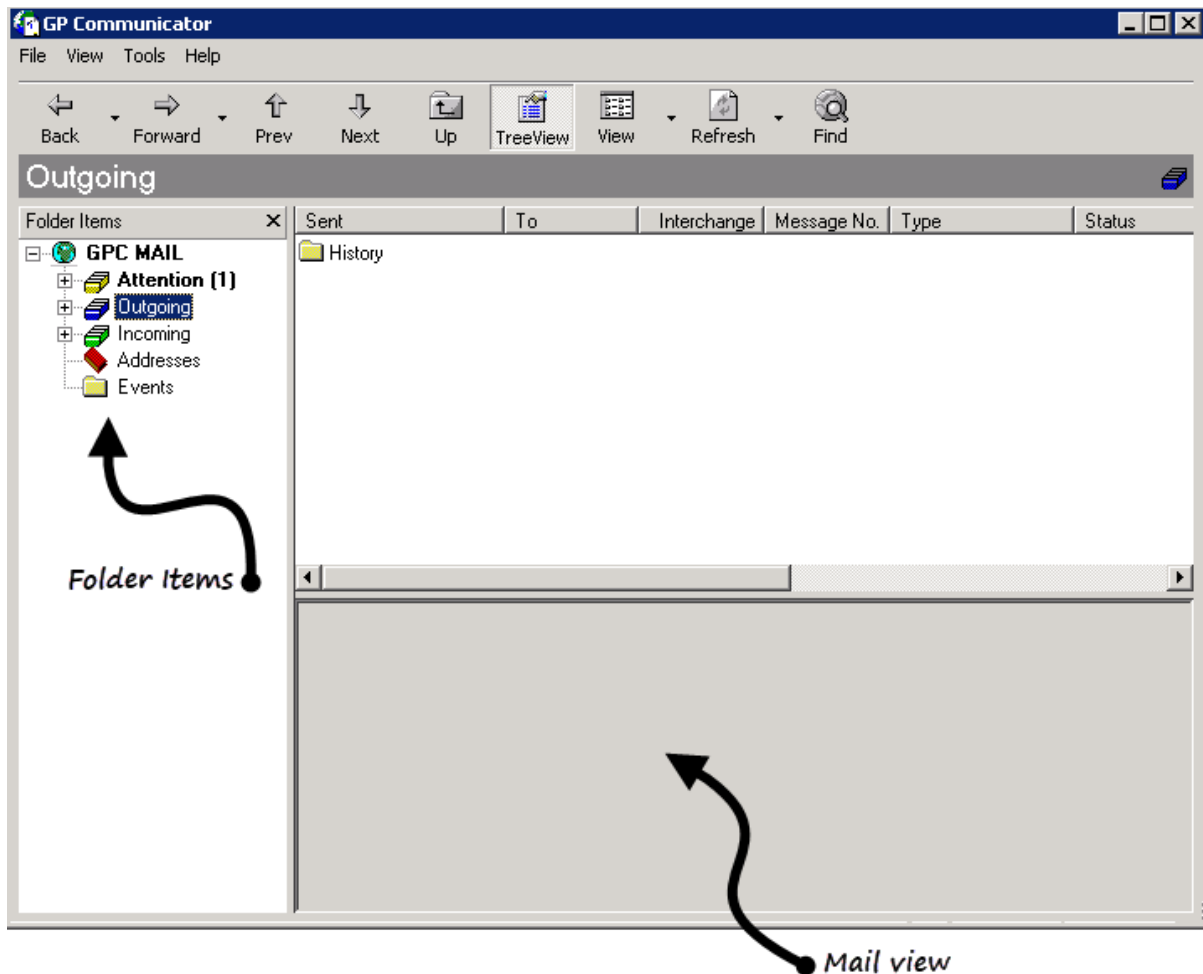 GP Communicator
File View Tools Help
Back Forward Prev Next Up TreeView View Refresh Find
Outgoing
Folder Items Sent To Interchange Message No. Type Status
GPC MAIL History
Attention (1)
Outgoing
Incoming
Addresses
Events
Folder Items
Mail view